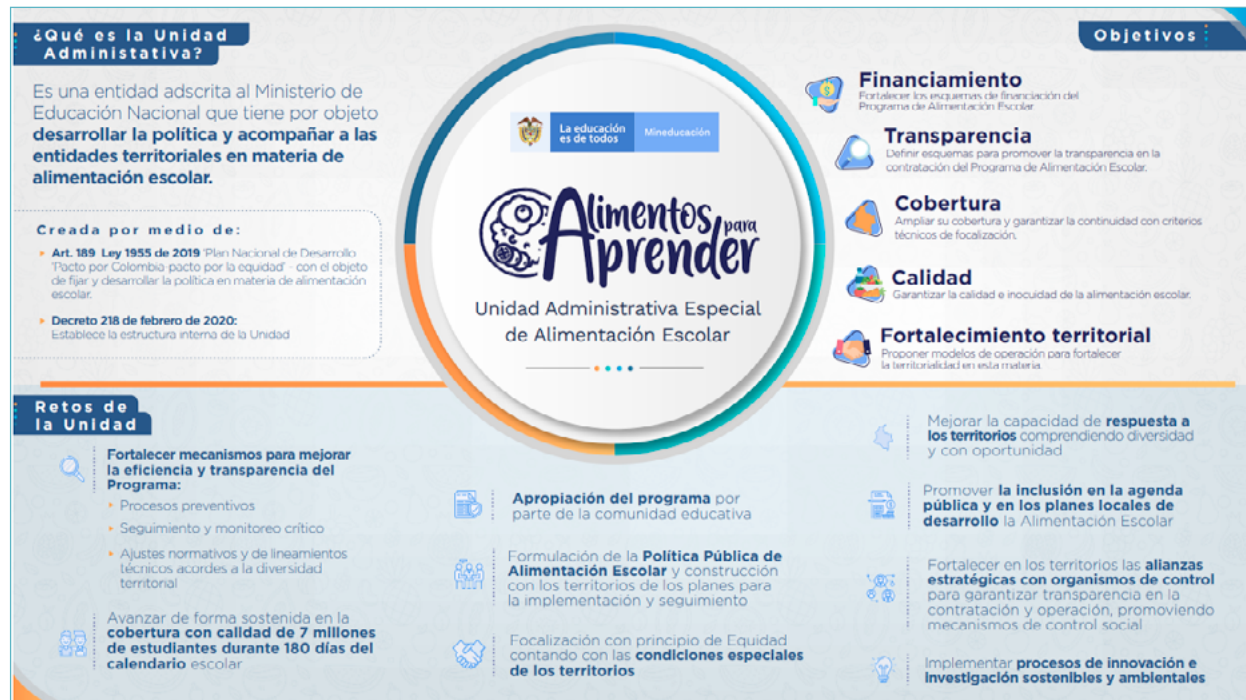 ¿Qué es la Unidad
Administativa?
Es una entidad adscrita al Ministerio de
Educación Nacional que tiene por objeto
desarrollar la política y acompañar a las
entidades territoriales en materia de
alimentación escolar.
Creada por medio de:
Art. 189 Ley 1955 de 2019 "Plan Nacional de Desarrollo
"Pacto por Colombia-pacto por la equidad" - con el objeto
de fijar y desarrollar la política en materia de alimentación
escolar.
Decreto 218 de febrero de 2020:
Establece la estructura interna de la Unidad
La educación
es de todos
Mineducación
Alimentos para
Aprender
Unidad Administrativa Especial
de Alimentación Escolar
Objetivos
Financiamiento
Fortalecer los esquemas de financiación del
Programa de Alimentación Escolar.
Transparencia
Definir esquemas para promover la transparencia en la
contratación del Programa de Alimentación Escolar.
Cobertura
Ampliar su cobertura y garantizar la continuidad con criterios
técnicos de focalización.
Calidad
Garantizar la calidad e inocuidad de la alimentación escolar.
Fortalecimiento territorial
Proponer modelos de operación para fortalecer
la territorialidad en esta materia.
Retos de
la Unidad
Fortalecer mecanismos para mejorar
la eficiencia y transparencia del
Programa:
Procesos preventivos
Seguimiento y monitoreo crítico
Ajustes normativos y de lineamientos
técnicos acordes a la diversidad
territorial
Avanzar de forma sostenida en la
cobertura con calidad de 7 millones
de estudiantes durante 180 días del
calendario escolar
Apropiación del programa por
parte de la comunidad educativa
Formulación de la Política Pública de
Alimentación Escolar y construcción
con los territorios de los planes para
la implementación y seguimiento
Focalización con principio de Equidad
contando con las condiciones especiales
de los territorios
Mejorar la capacidad de respuesta a
los territorios comprendiendo diversidad
y con oportunidad
Promover la inclusión en la agenda
pública y en los planes locales de
desarrollo la Alimentación Escolar
Fortalecer en los territorios las alianzas
estratégicas con organismos de control
para garantizar transparencia en la
contratación y operación, promoviendo
mecanismos de control social
Implementar procesos de innovación e
investigación sostenibles y ambientales